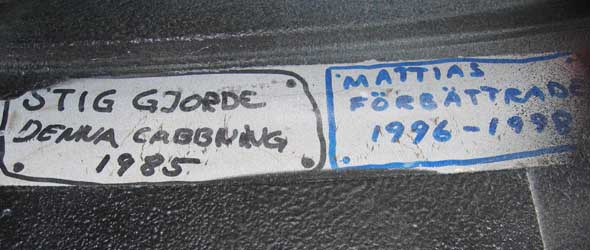 STIG GJORDE
DENNA CABBNING
1985
MATTIAS
FÖRBÄTTRADE
1996-1998